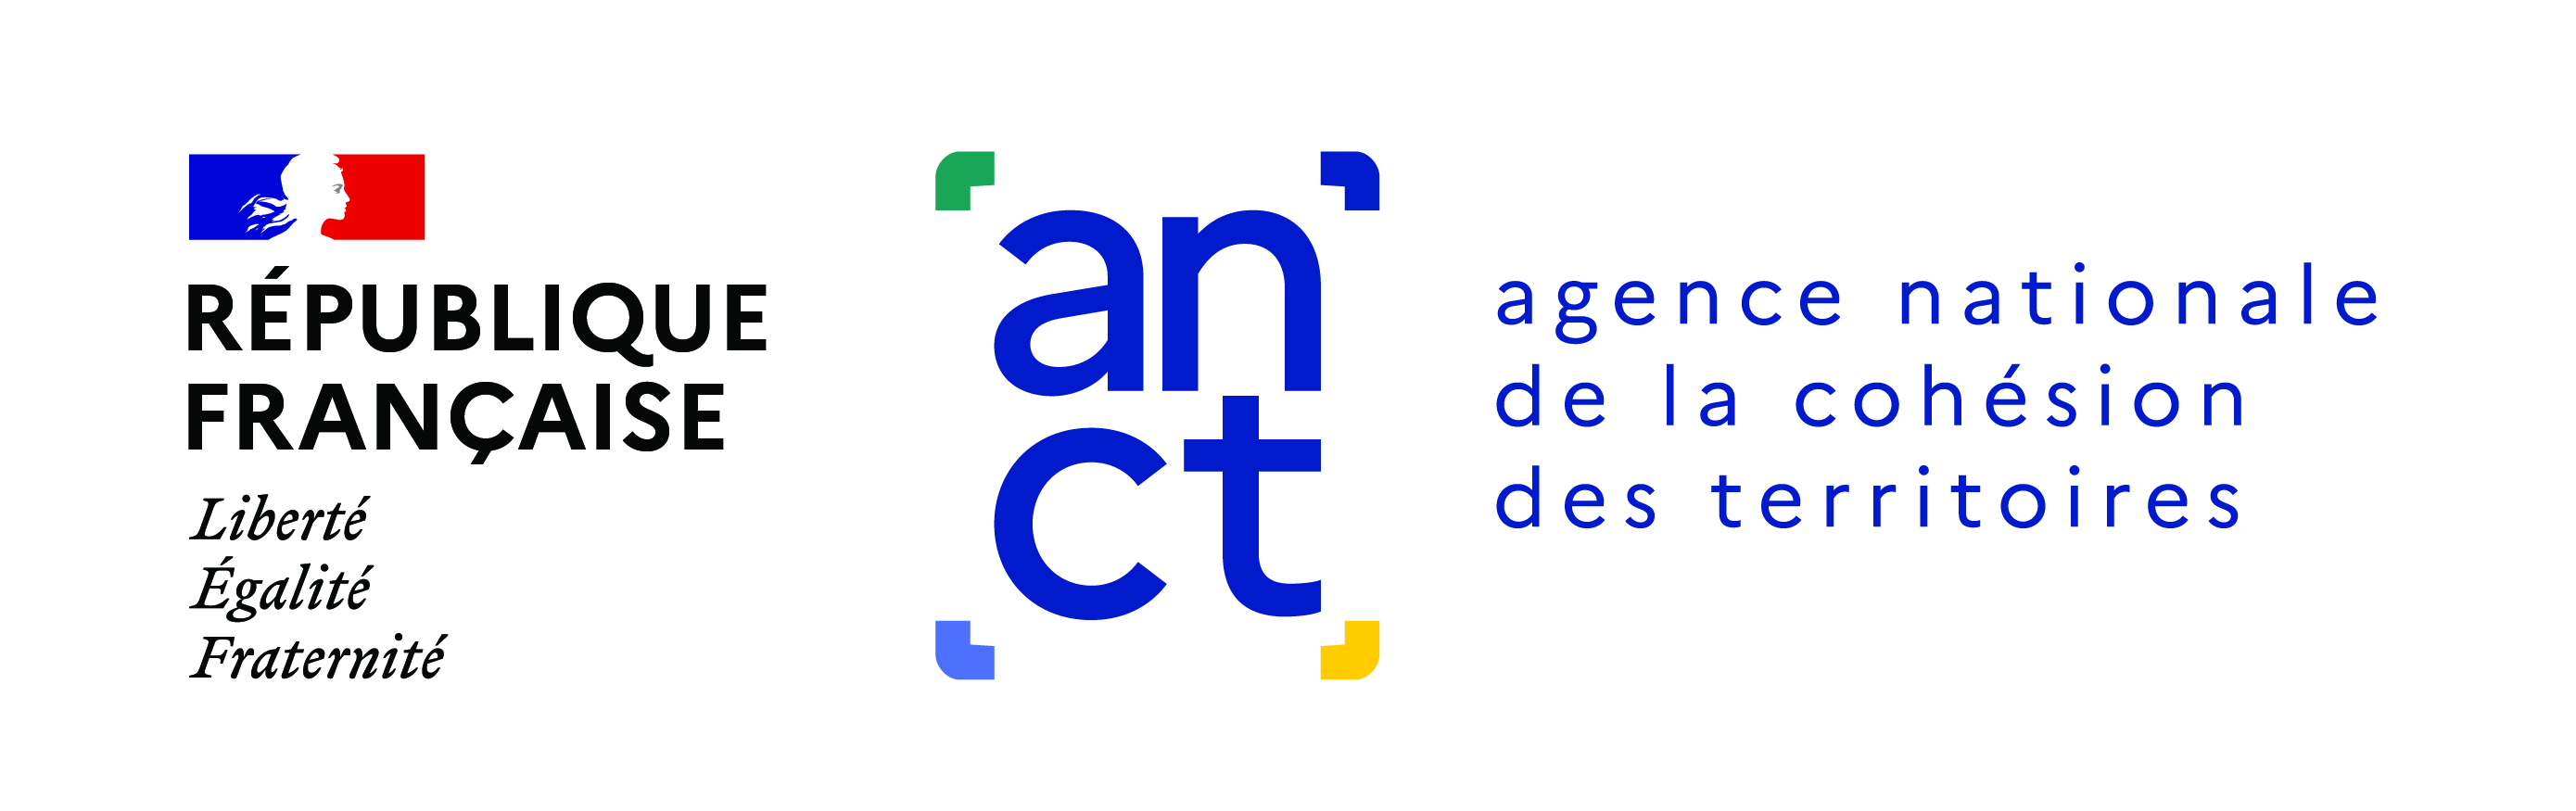 RÉPUBLIQUE
FRANÇAISE
Liberté
Égalité
Fraternité
an
ct
agence nationale
de la cohésion
des territoires